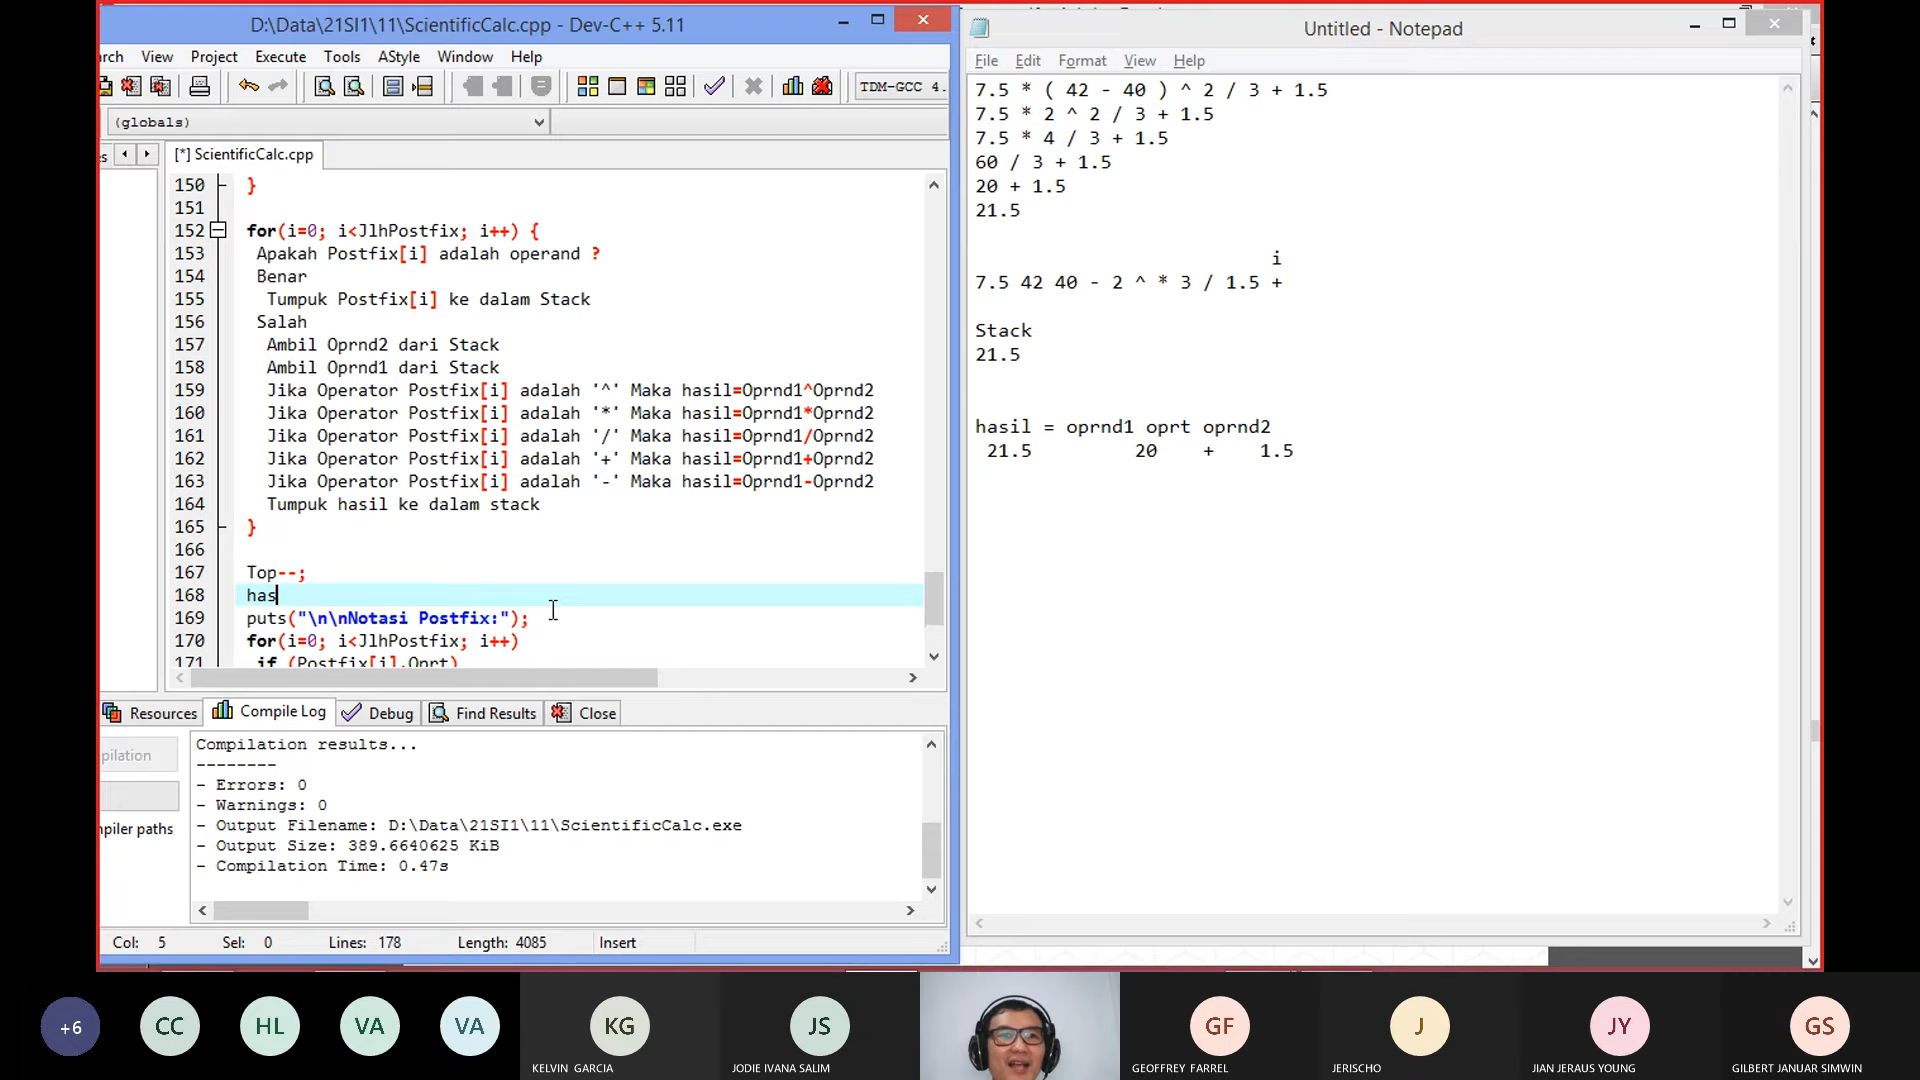 D:\Data\21SI1\11\ScientificCalc.cpp - Dev-C++ 5.11
rch View Project Execute Tools AStyle Window Help
TDM-GCC 4.
(globals)
es
[*] ScientificCalc.cpp
150 }
151
152 for(i=0; i<JlhPostfix; i++) {
153 Apakah Postfix[i] adalah operand ?
154 Benar
155 Tumpuk Postfix[i] ke dalam Stack
156 Salah
157 Ambil Oprnd2 dari Stack
158 Ambil Oprnd1 dari Stack
159 Jika Operator Postfix[i] adalah '^' Maka hasil=Oprnd1^Oprnd2
160 Jika Operator Postfix[i] adalah '*' Maka hasil=Oprnd1*Oprnd2
161 Jika Operator Postfix[i] adalah '/' Maka hasil=Oprnd1/Oprnd2
162 Jika Operator Postfix[i] adalah '+' Maka hasil=Oprnd1+Oprnd2
163 Jika Operator Postfix[i] adalah '-' Maka hasil=Oprnd1-Oprnd2
164 Tumpuk hasil ke dalam stack
165 }
166
167 Top--;
168 has
169 puts("\n\nNotasi Postfix:");
170 for(i=0; i<JlhPostfix; i++)
171 if (Postfix[i].Oprt)
Resources Compile Log Debug Find Results Close
pilation
mpiler paths
Compilation results...
--------
- Errors: 0
- Warnings: 0
- Output Filename: D:\Data\21SI1\11\ScientificCalc.exe
- Output Size: 389.6640625 KiB
- Compilation Time: 0.47s
Col: 5 Sel: 0 Lines: 178 Length: 4085 Insert
Untitled - Notepad
File Edit Format View Help
7.5 * ( 42 - 40 ) ^ 2 / 3 + 1.5
7.5 * 2 ^ 2 / 3 + 1.5
7.5 * 4 / 3 + 1.5
60 / 3 + 1.5
20 + 1.5
21.5
i
7.5 42 40 - 2 ^ * 3 / 1.5 +
Stack
21.5
hasil = oprnd1 oprt oprnd2
21.5 20 + 1.5
+6
CC
HL
VA
VA
KG
KELVIN GARCIA
JS
JODIE IVANA SALIM
GF
GEOFFREY FARREL
J
JERISCHO
JY
JIAN JERAUS YOUNG
GS
GILBERT JANUAR SIMWIN